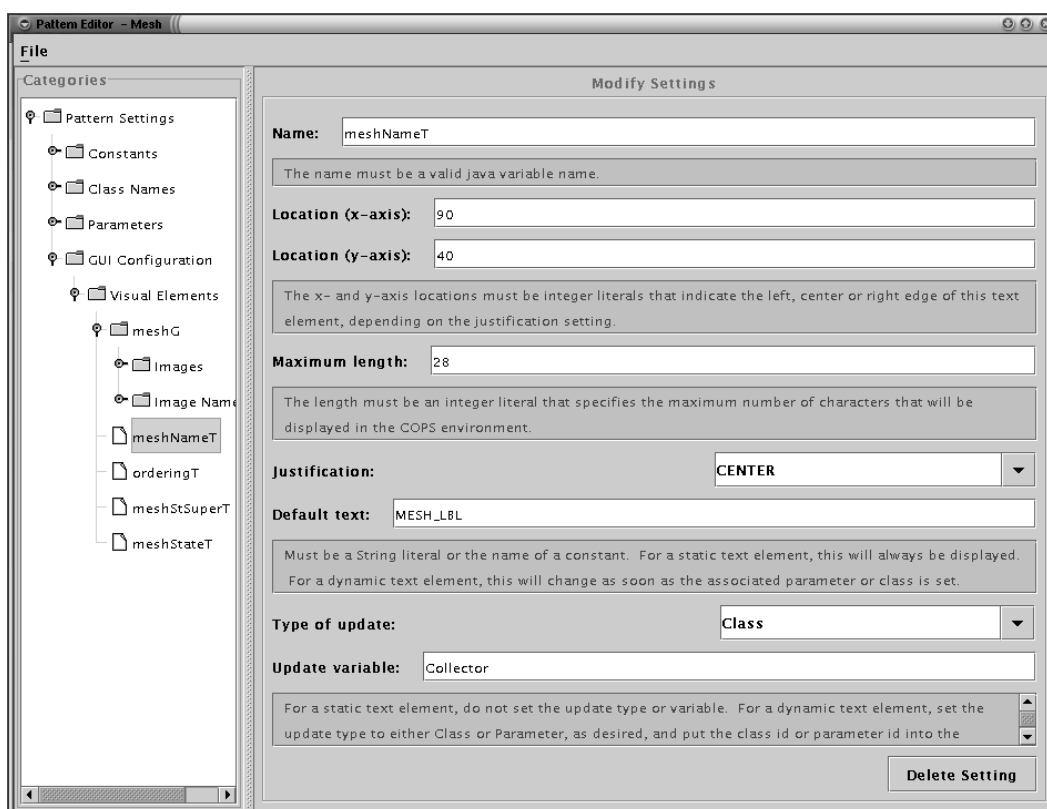 Pattern Editor - Mesh
File
Categories
Pattern Settings
Constants
Class Names
Parameters
GUI Configuration
Visual Elements
meshG
Images
Image Name
meshNameT
orderingT
meshStSuperT
meshStateT
Modify Settings
Name: meshNameT
The name must be a valid java variable name.
Location (x-axis): 90
Location (y-axis): 40
The x- and y-axis locations must be integer literals that indicate the left, center or right edge of this text
element, depending on the justification setting.
Maximum length: 28
The length must be an integer literal that specifies the maximum number of characters that will be
displayed in the COPS environment.
Justification: CENTER
Default text: MESH_LBL
Must be a String literal or the name of a constant. For a static text element, this will always be displayed.
For a dynamic text element, this will change as soon as the associated parameter or class is set.
Type of update: Class
Update variable: Collector
For a static text element, do not set the update type or variable. For a dynamic text element, set the
update type to either Class or Parameter, as desired, and put the class id or parameter id into the
Delete Setting